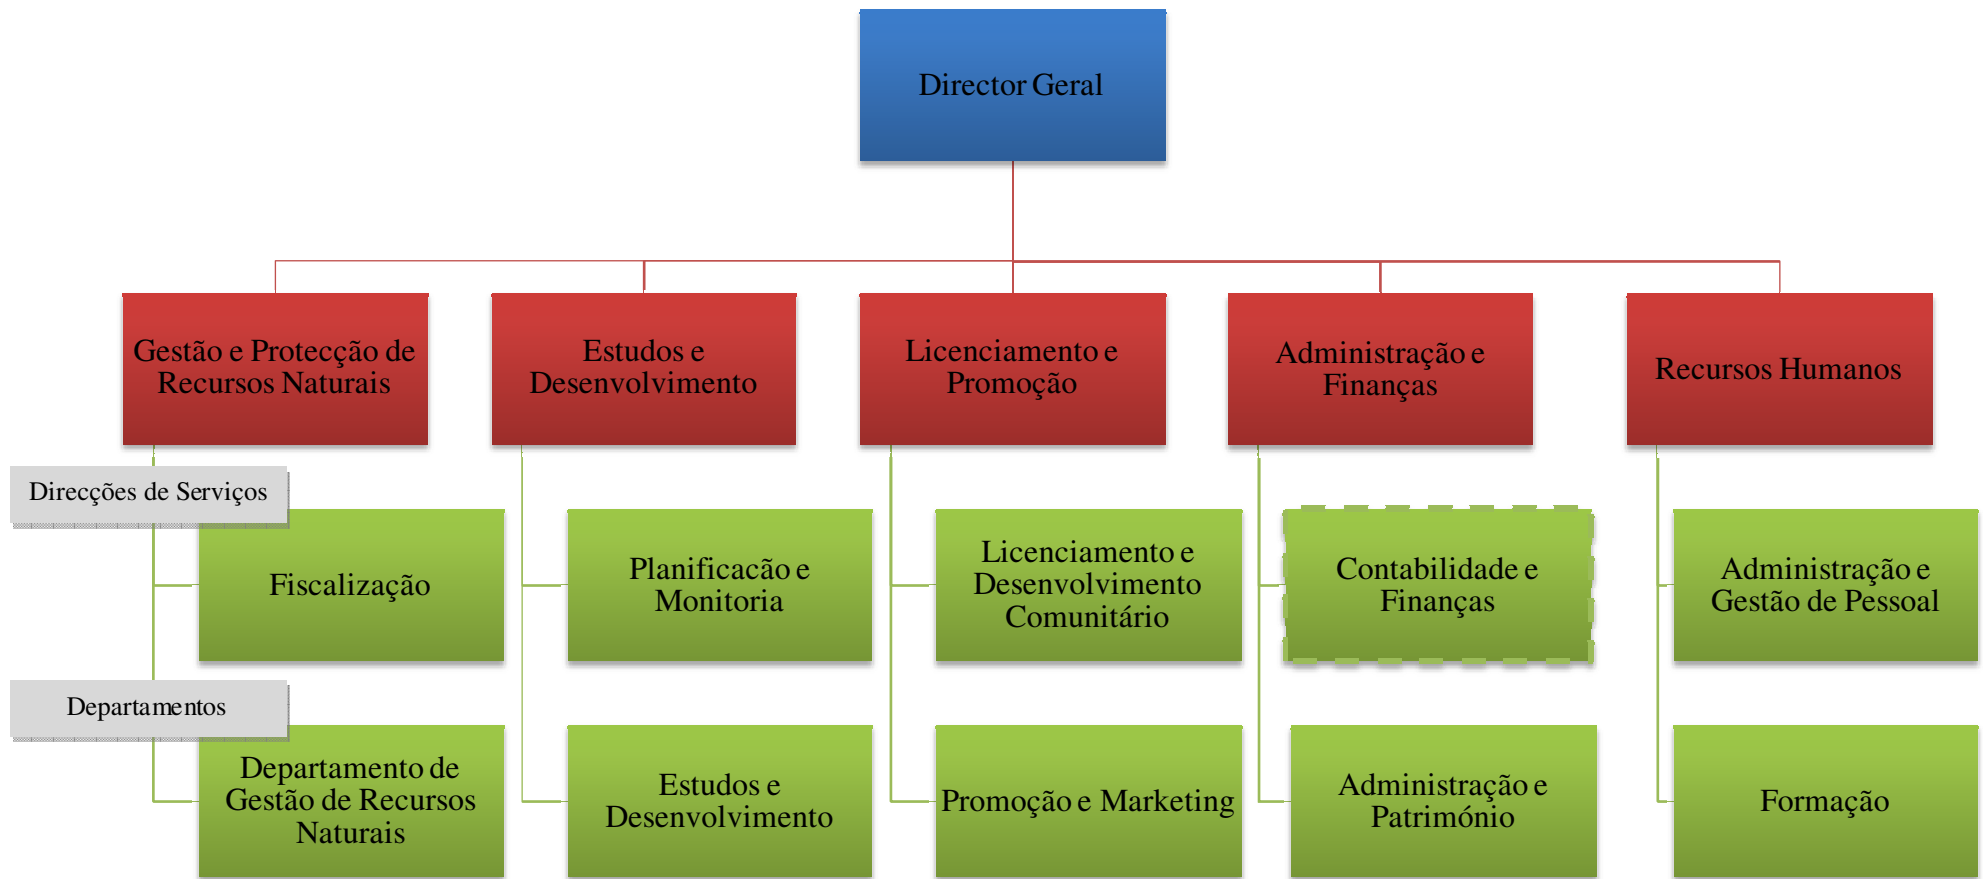 Director Geral
Gestão e Protecção de
Recursos Naturais
Estudos e
Desenvolvimento
Licenciamento e
Promoção
Administração e
Finanças
Recursos Humanos
Direcções de Serviços
Fiscalização
Planificacão e
Monitoria
Licenciamento e
Desenvolvimento
Comunitário
Contabilidade e
Finanças
Administração e
Gestão de Pessoal
Departamentos
Departamento de
Gestão de Recursos
Naturais
Estudos e
Desenvolvimento
Promoção e Marketing
Administração e
Património
Formação